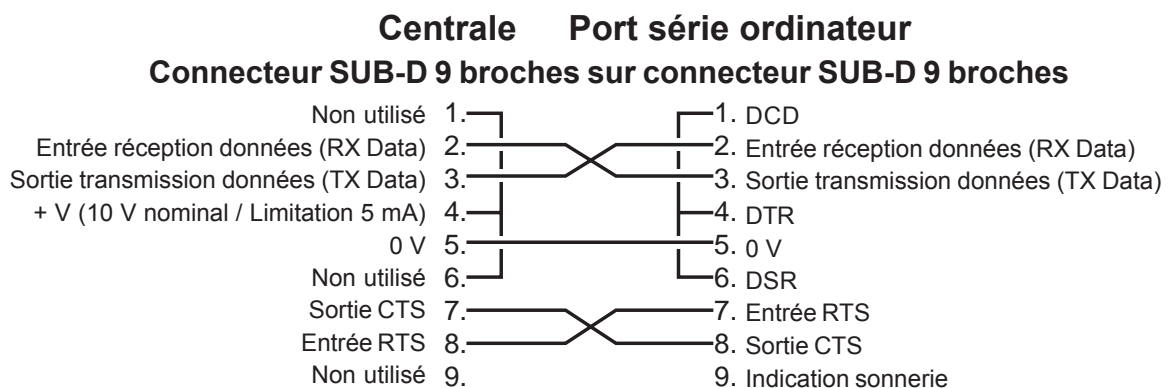 Centrale Port série ordinateur
Connecteur SUB-D 9 broches sur connecteur SUB-D 9 broches
Non utilisé 1. 1. DCD
Entrée réception données (RX Data) 2. 2. Entrée réception données (RX Data)
Sortie transmission données (TX Data) 3. 3. Sortie transmission données (TX Data)
+ V (10 V nominal / Limitation 5 mA) 4. 4. DTR
0 V 5. 5. 0 V
Non utilisé 6. 6. DSR
Sortie CTS 7. 7. Entrée RTS
Entrée RTS 8. 8. Sortie CTS
Non utilisé 9. 9. Indication sonnerie